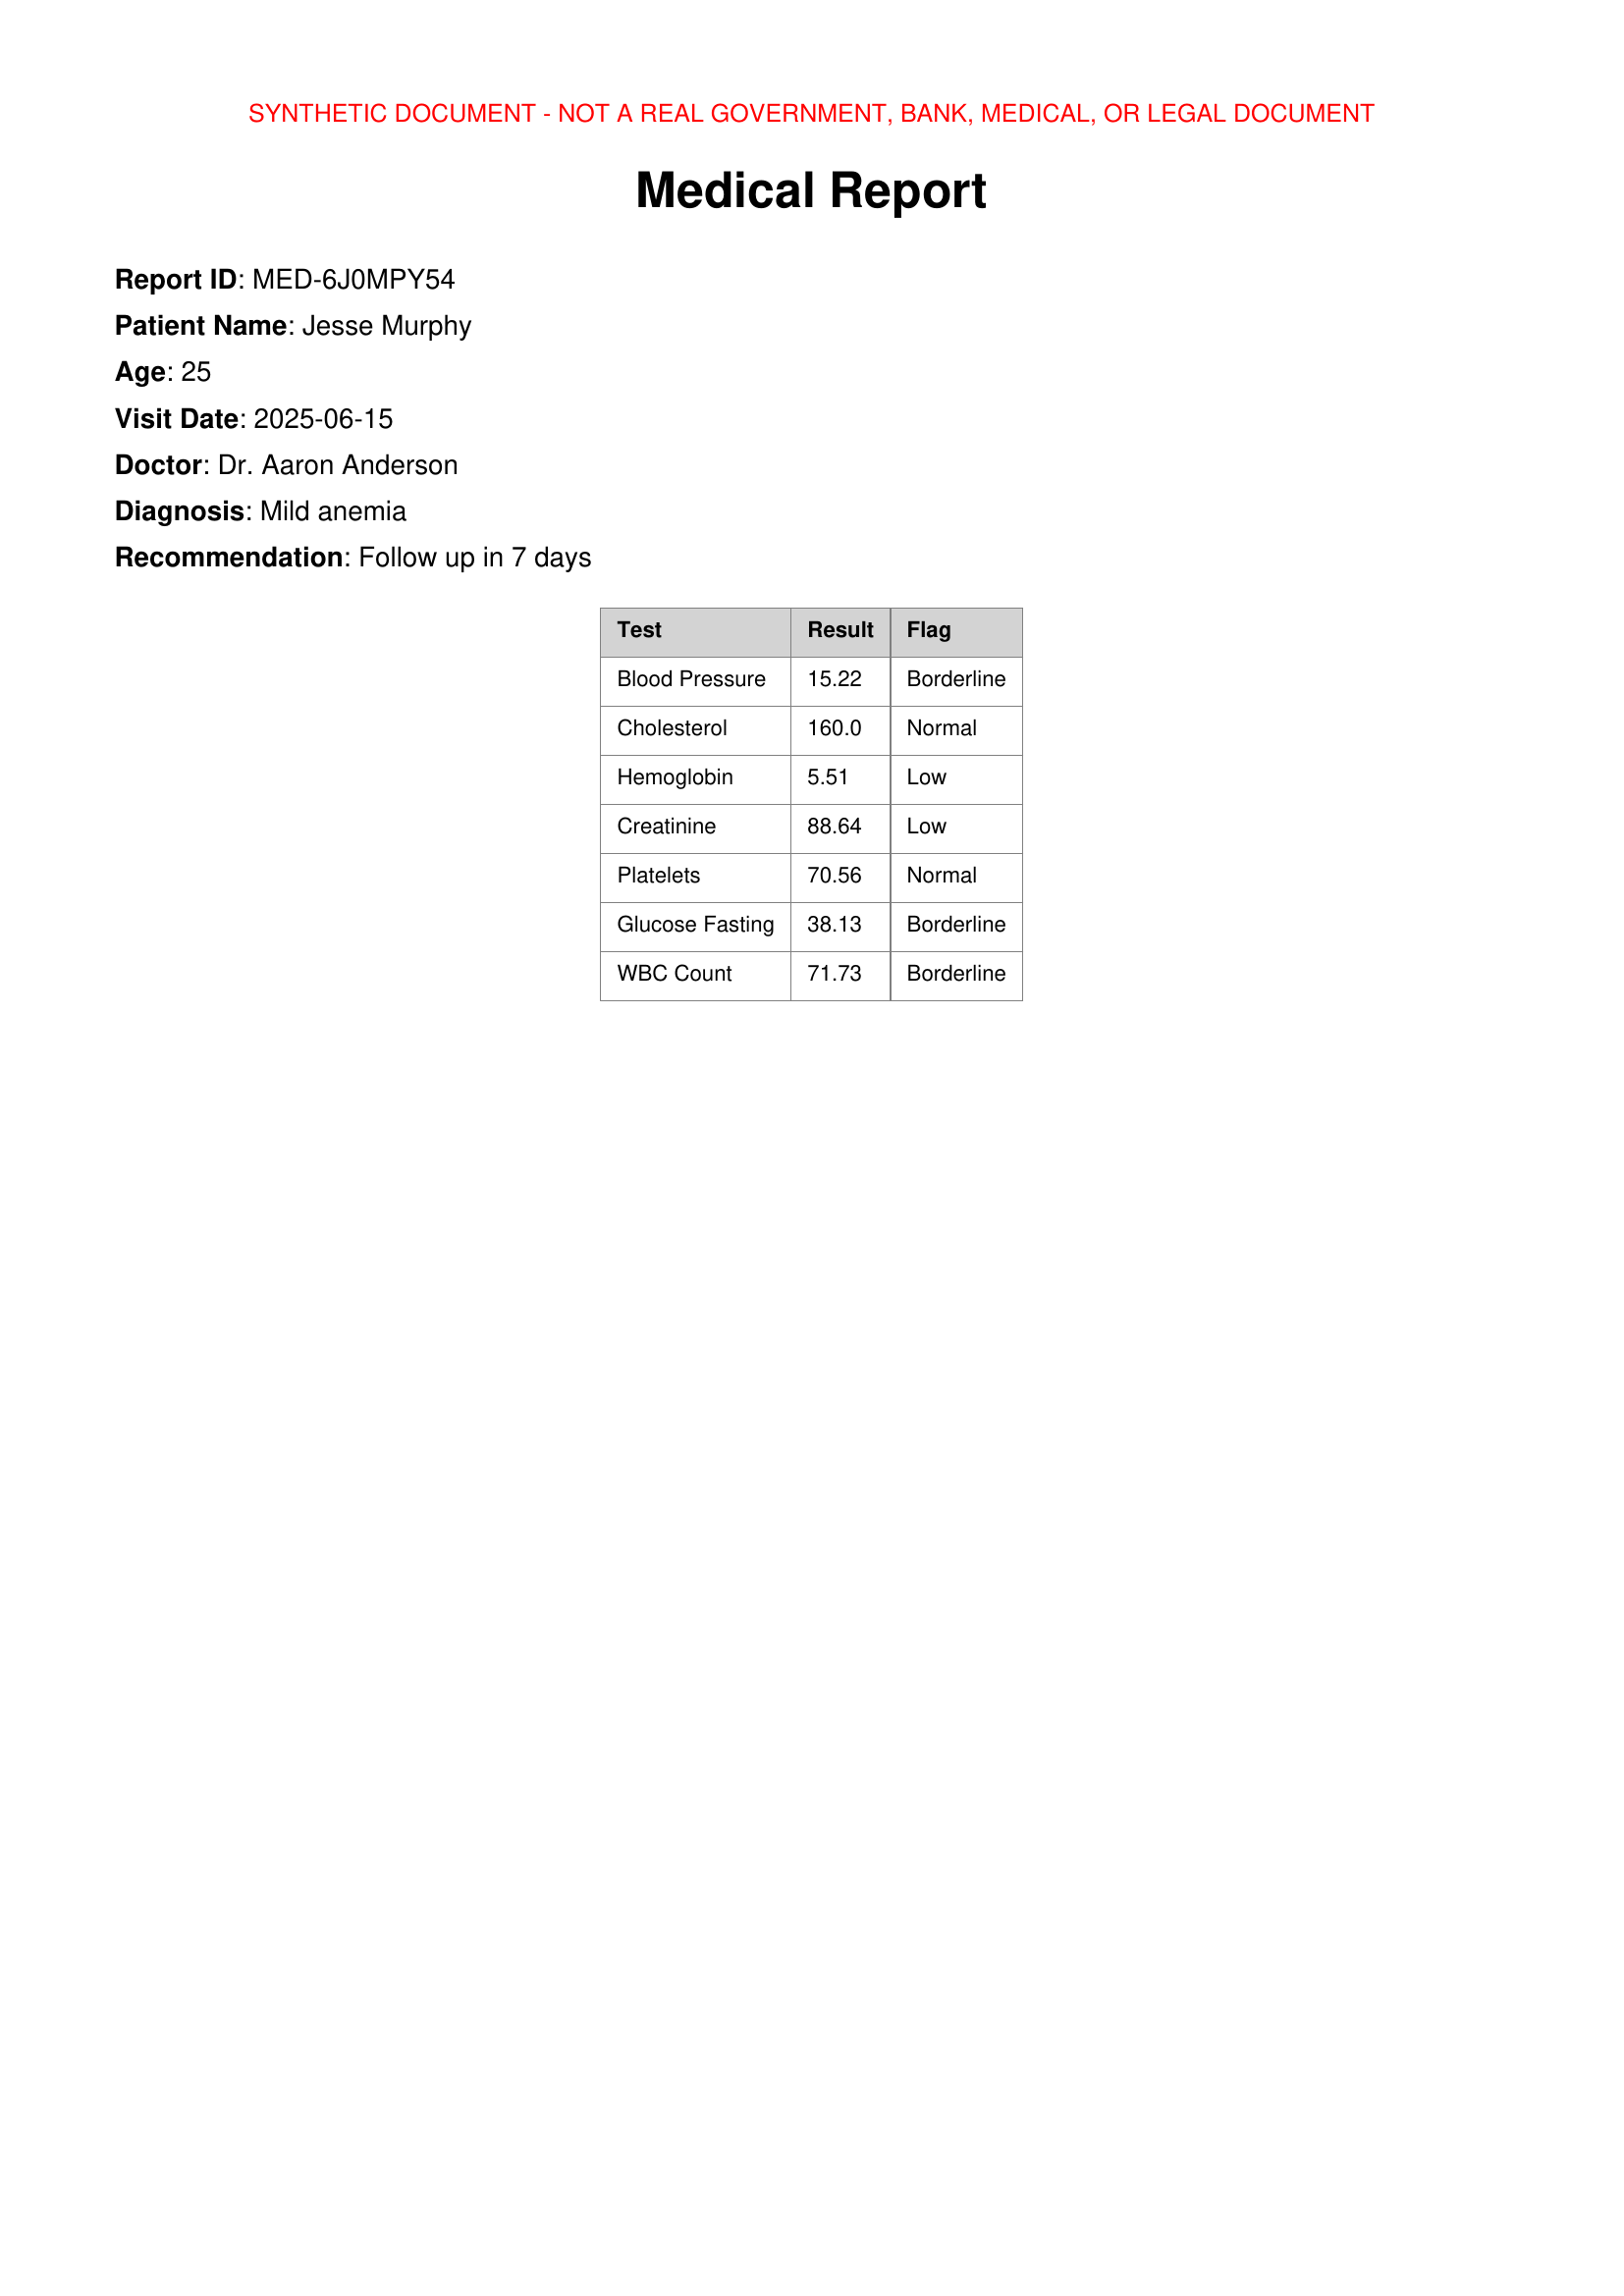 SYNTHETIC DOCUMENT - NOT A REAL GOVERNMENT, BANK, MEDICAL, OR LEGAL DOCUMENT
Medical Report
Report ID: MED-6J0MPY54
Patient Name: Jesse Murphy
Age: 25
Visit Date: 2025-06-15
Doctor: Dr. Aaron Anderson
Diagnosis: Mild anemia
Recommendation: Follow up in 7 days
Test Result Flag
Blood Pressure 15.22 Borderline
Cholesterol 160.0 Normal
Hemoglobin 5.51 Low
Creatinine 88.64 Low
Platelets 70.56 Normal
Glucose Fasting 38.13 Borderline
WBC Count 71.73 Borderline